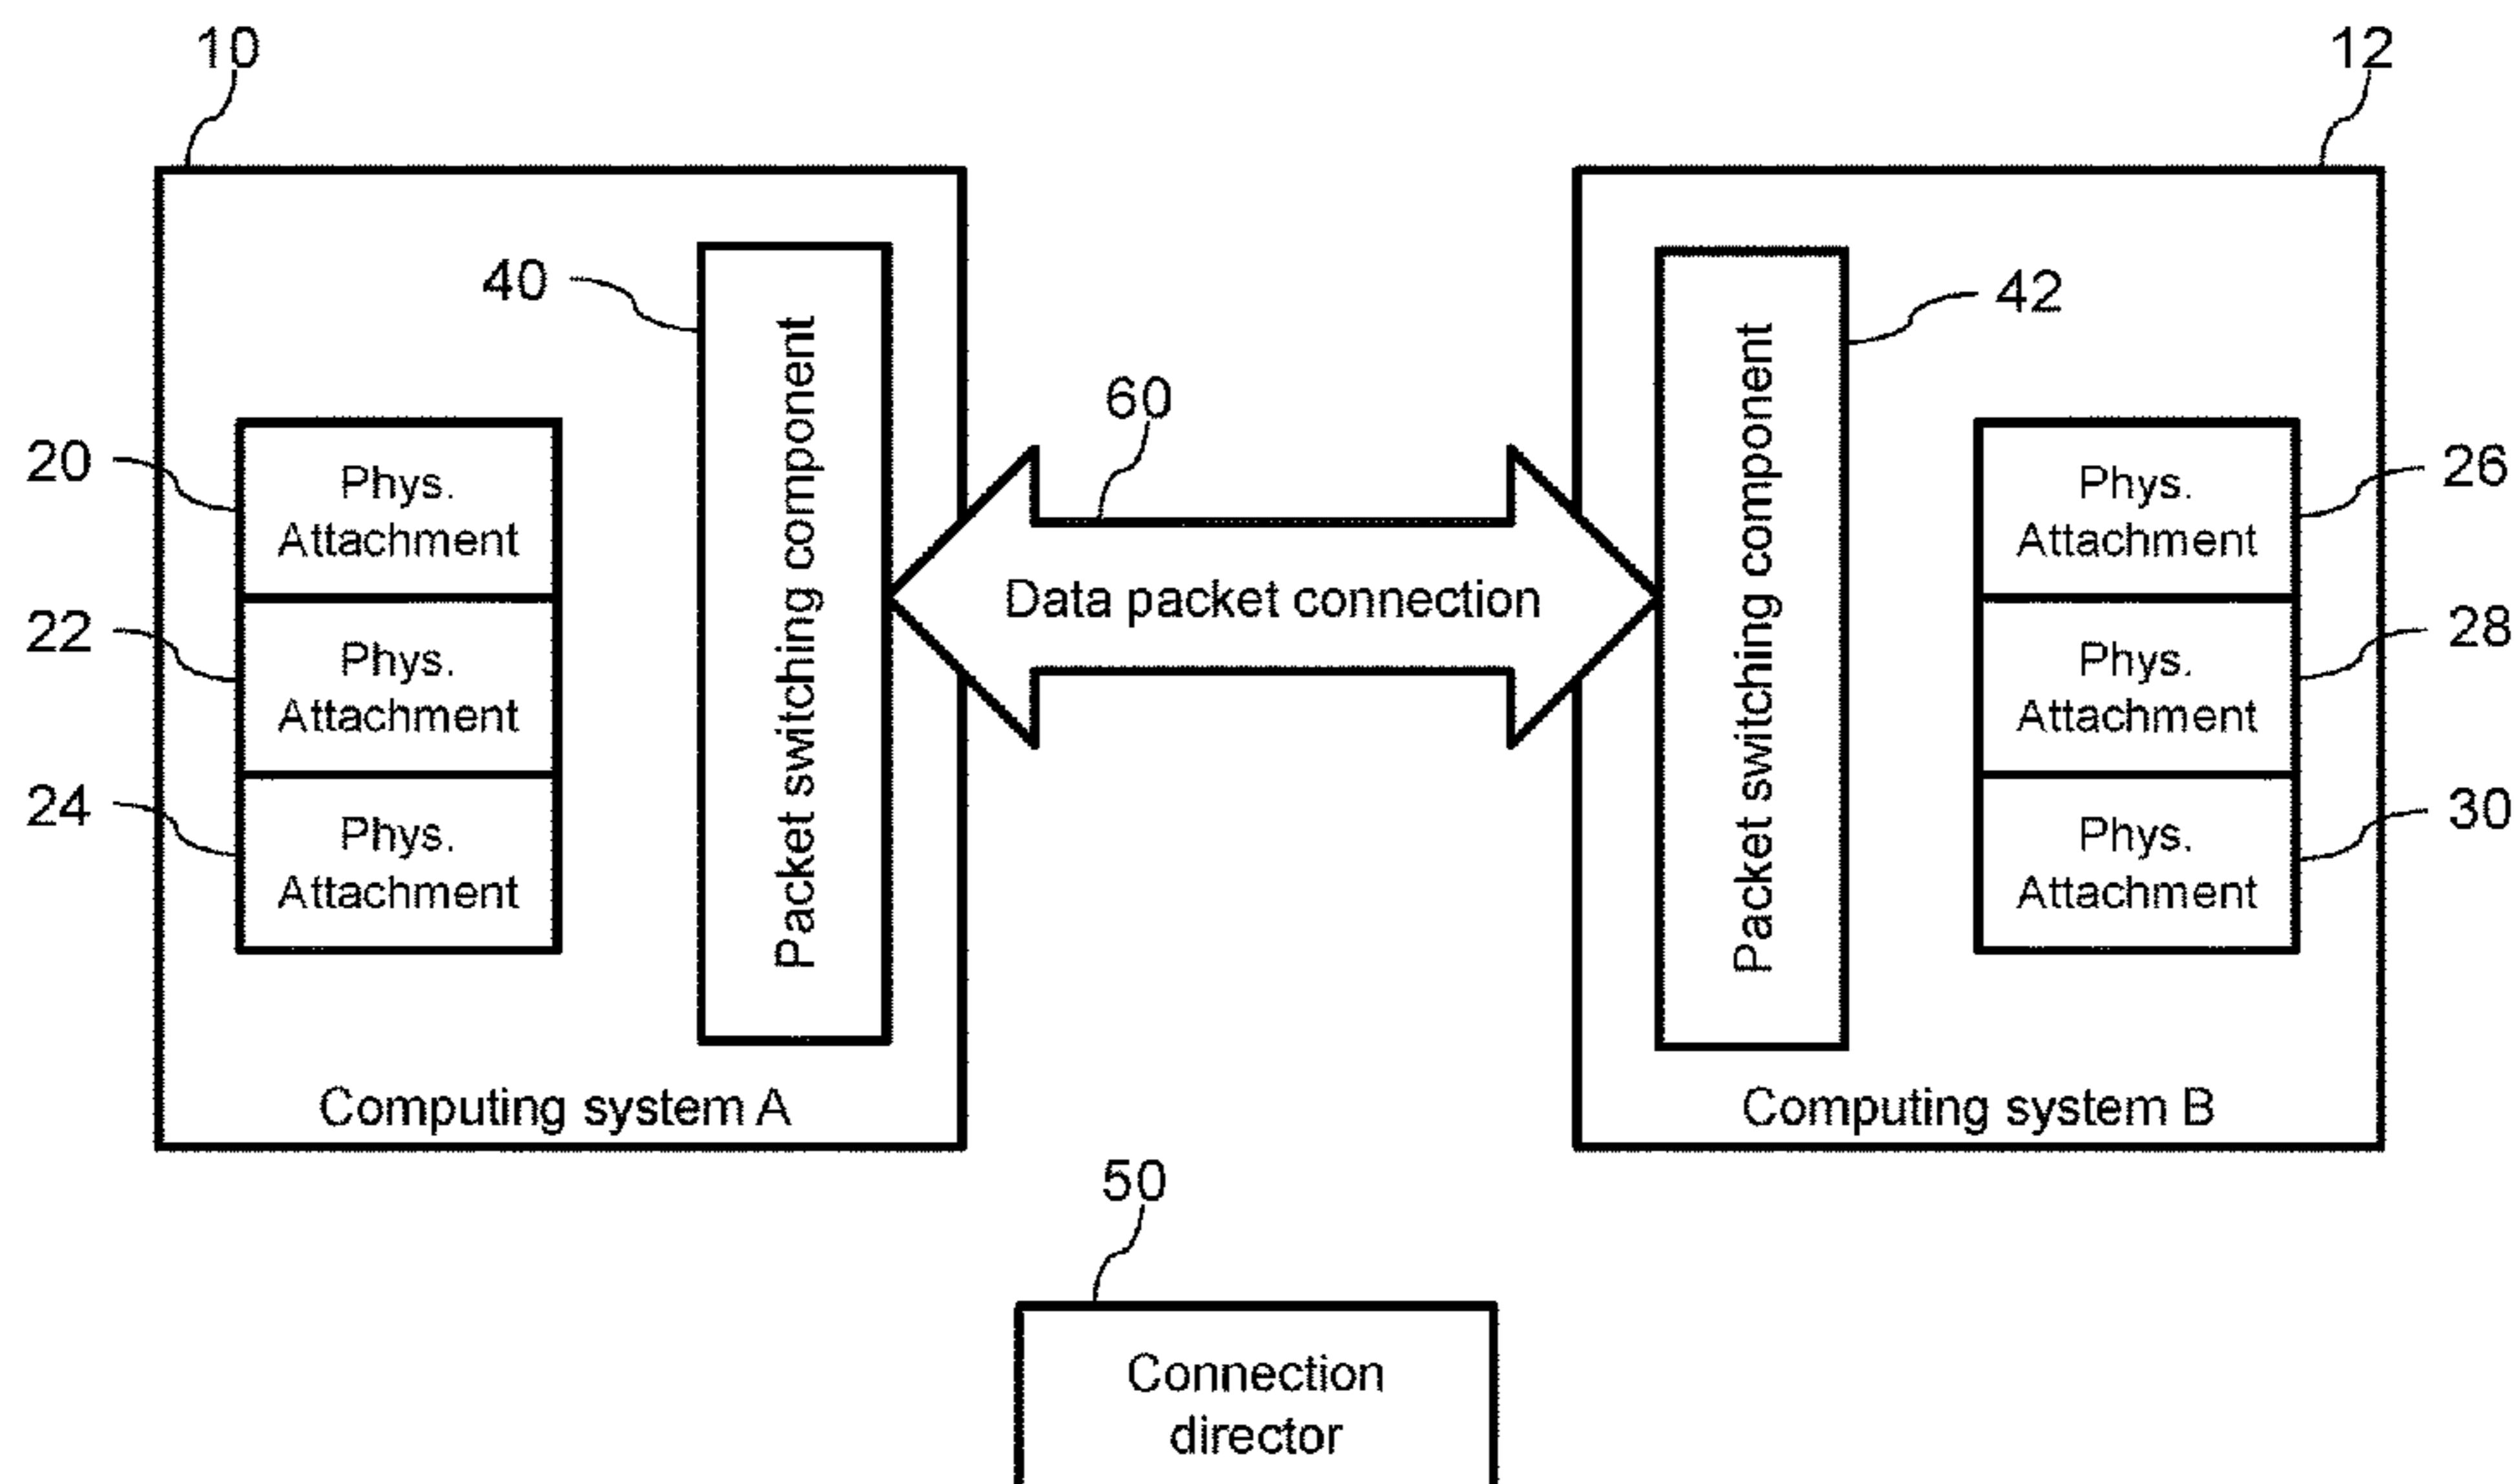 10
12
40
42
Packet switching component
Packet switching component
60
20
Phys.
Attachment
26
Phys.
Attachment
Data packet connection
22
Phys.
Attachment
28
Phys.
Attachment
24
Phys.
Attachment
30
Phys.
Attachment
Computing system A
Computing system B
50
Connection
director